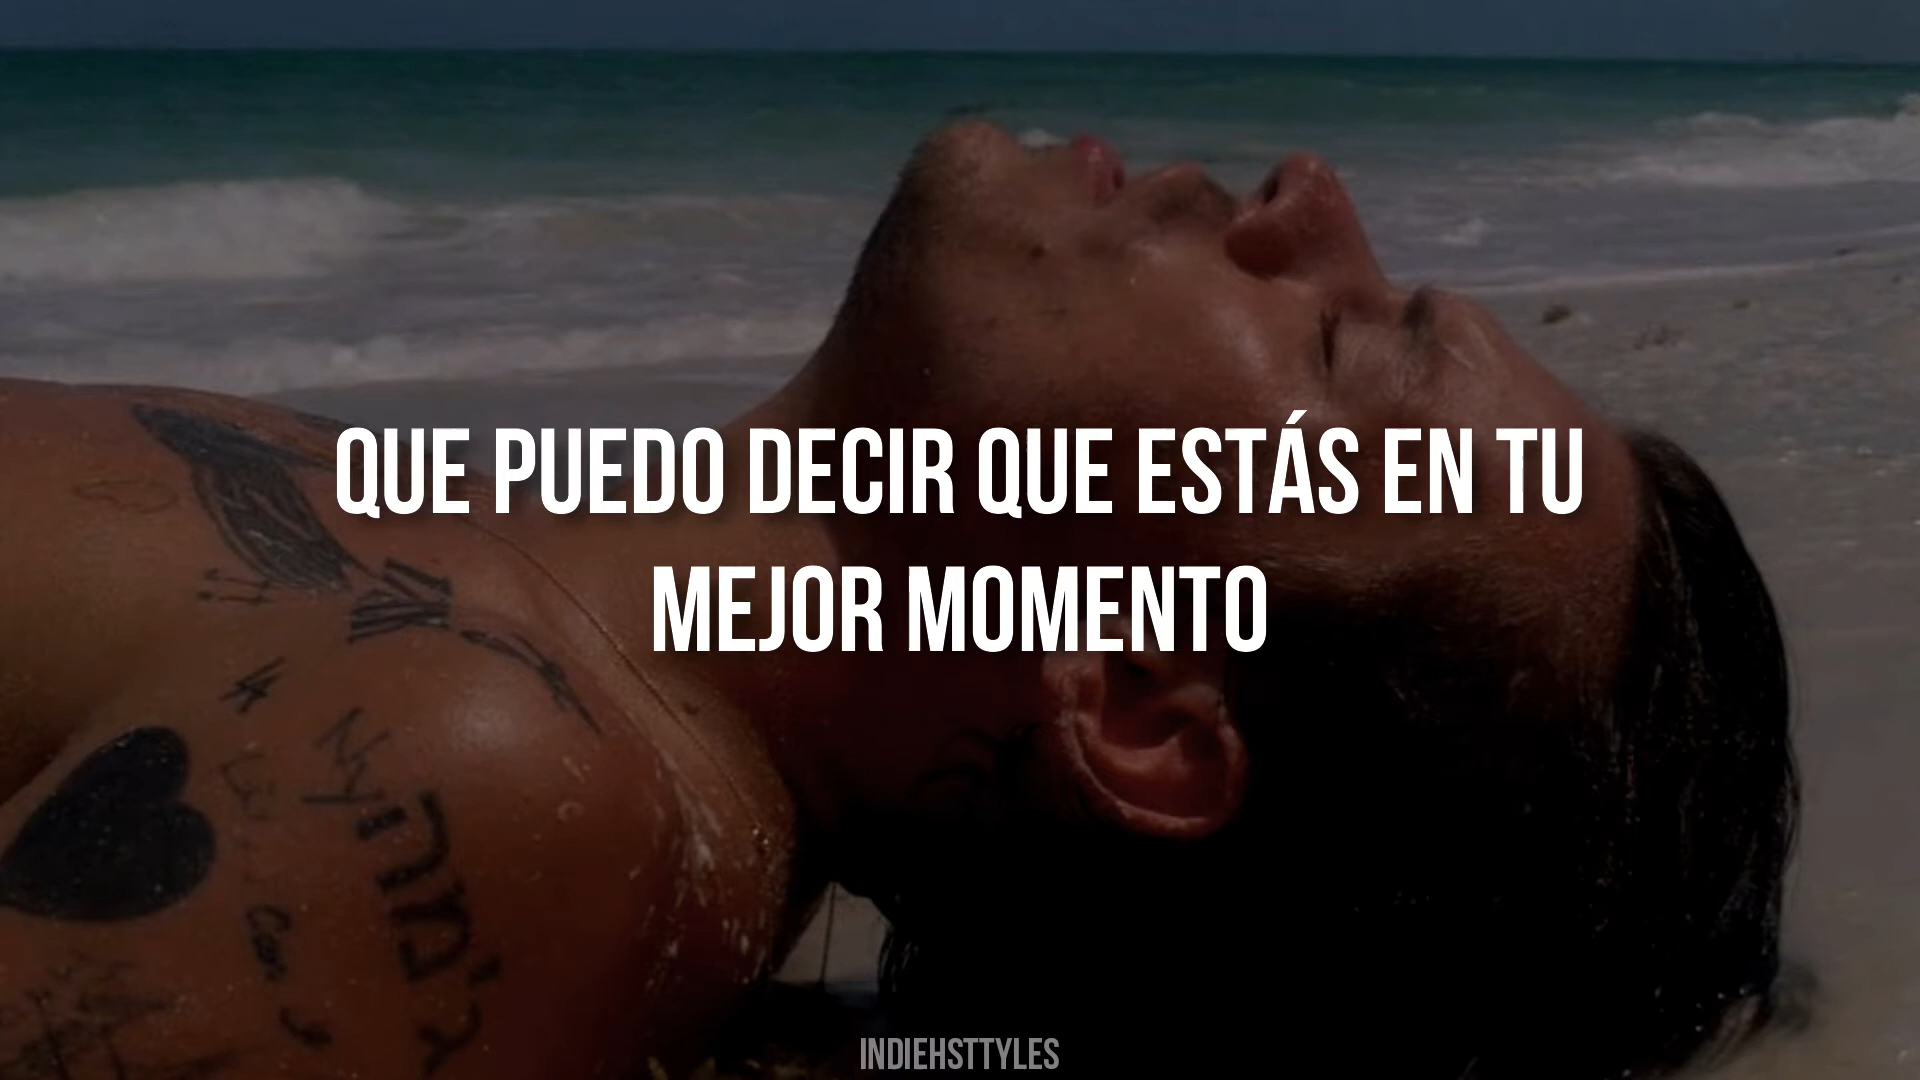 QUE PUEDO DECIR QUE ESTÁS EN TU
MEJOR MOMENTO
INDIEHSTTYLES